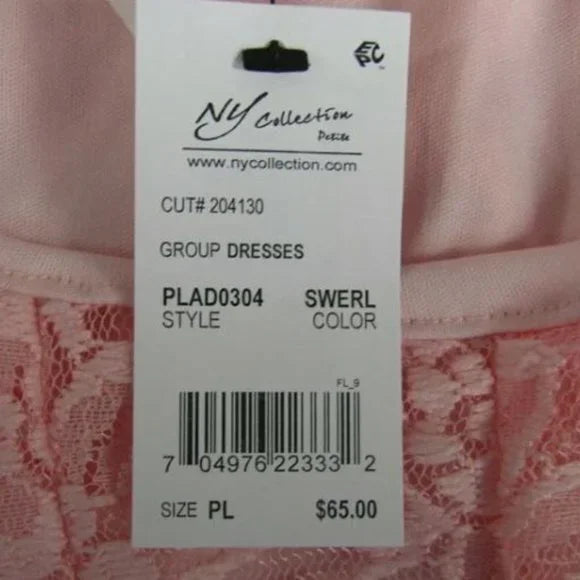 EPC
NY Collection
Petite
www.nycollection.com
CUT# 204130
GROUP DRESSES
PLAD0304 SWERL
STYLE COLOR
FL_9
7 04976 22333 2
SIZE PL $65.00